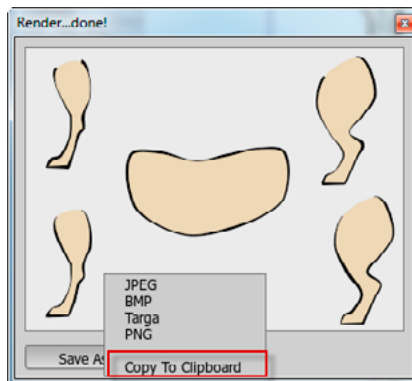 Render...done!
JPEG
BMP
Targa
PNG
Save As
Copy To Clipboard